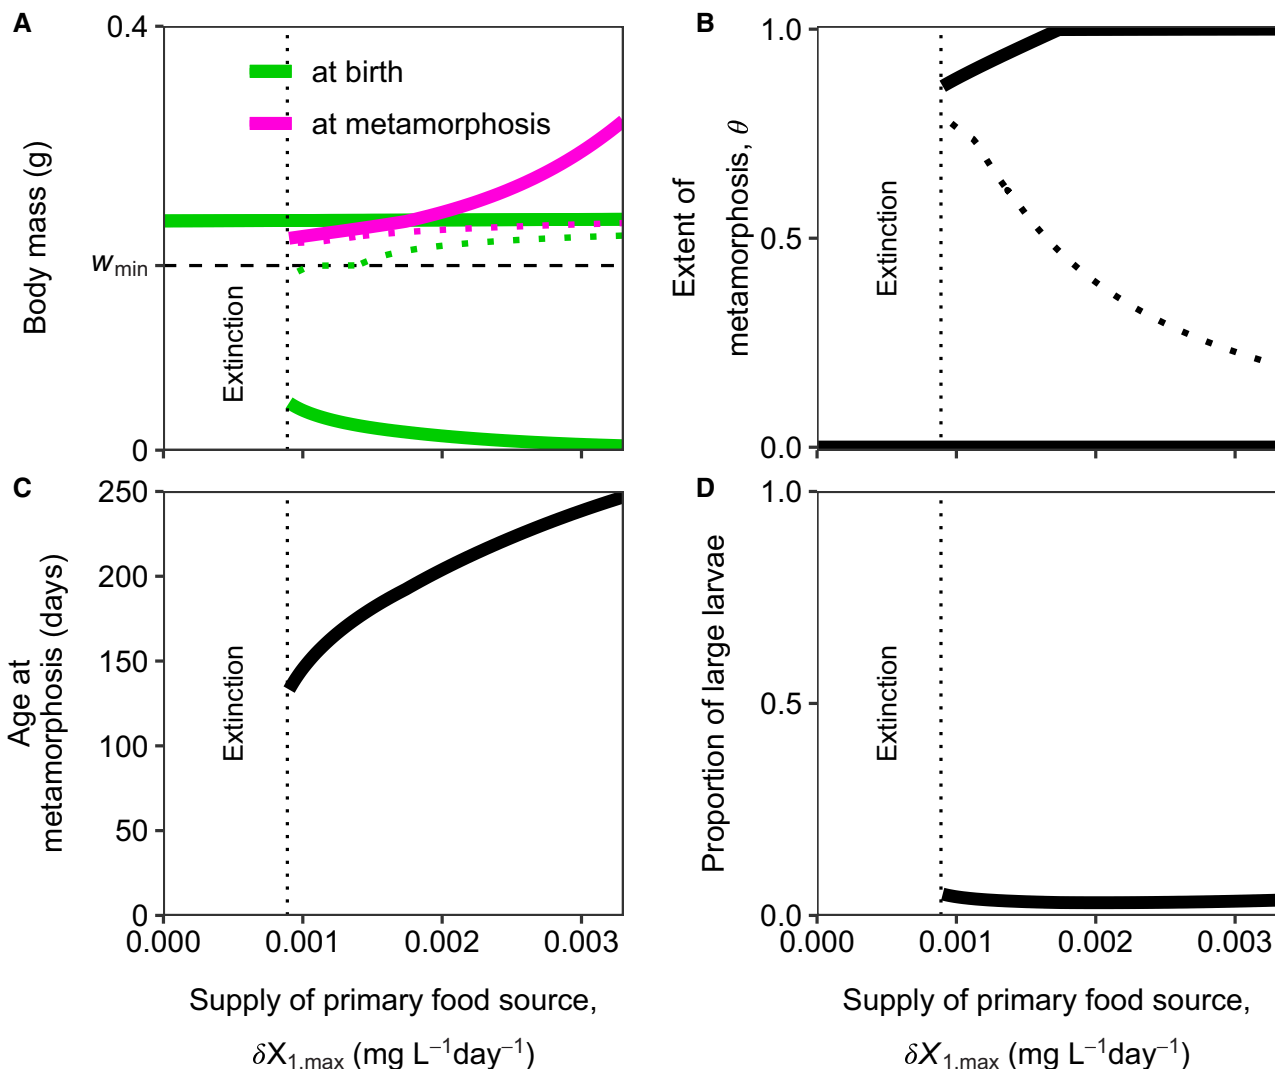 A
0.4
at birth
at metamorphosis
Body mass (g)
wmin
Extinction
0
B
1.0
Extent of
metamorphosis, θ
0.5
Extinction
0.0
C
250
200
150
100
50
0
Age at
metamorphosis (days)
Extinction
0.000 0.001 0.002 0.003
Supply of primary food source,
δX1,max (mg L−1day−1)
D
1.0
Proportion of large larvae
0.5
Extinction
0.0
0.000 0.001 0.002 0.003
Supply of primary food source,
δX1,max (mg L−1day−1)